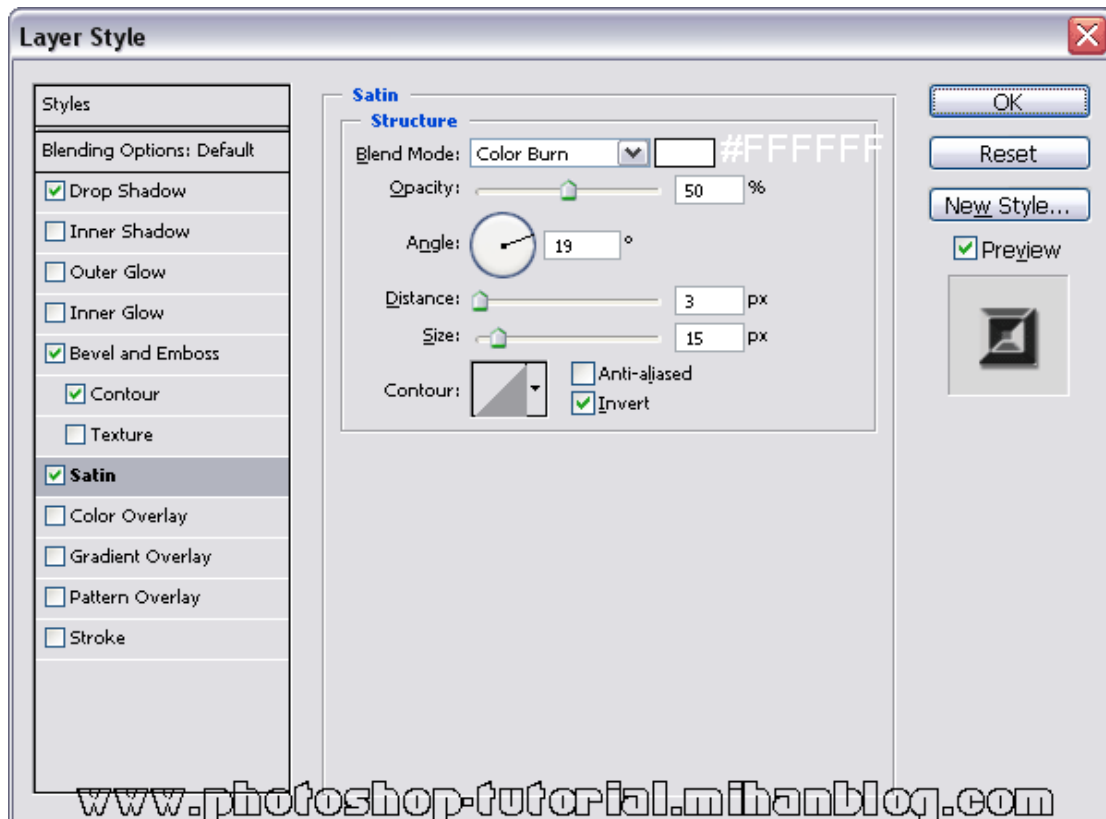 Layer Style
Styles
Blending Options: Default
Drop Shadow
Inner Shadow
Outer Glow
Inner Glow
Bevel and Emboss
Contour
Texture
Satin
Color Overlay
Gradient Overlay
Pattern Overlay
Stroke
Satin
Structure
Blend Mode: Color Burn #FFFFFF
Opacity: 50 %
Angle: 19 °
Distance: 3 px
Size: 15 px
Contour:
Anti-aliased
Invert
OK
Reset
New Style...
Preview
www.photoshop-tutorial.mihanblog.com